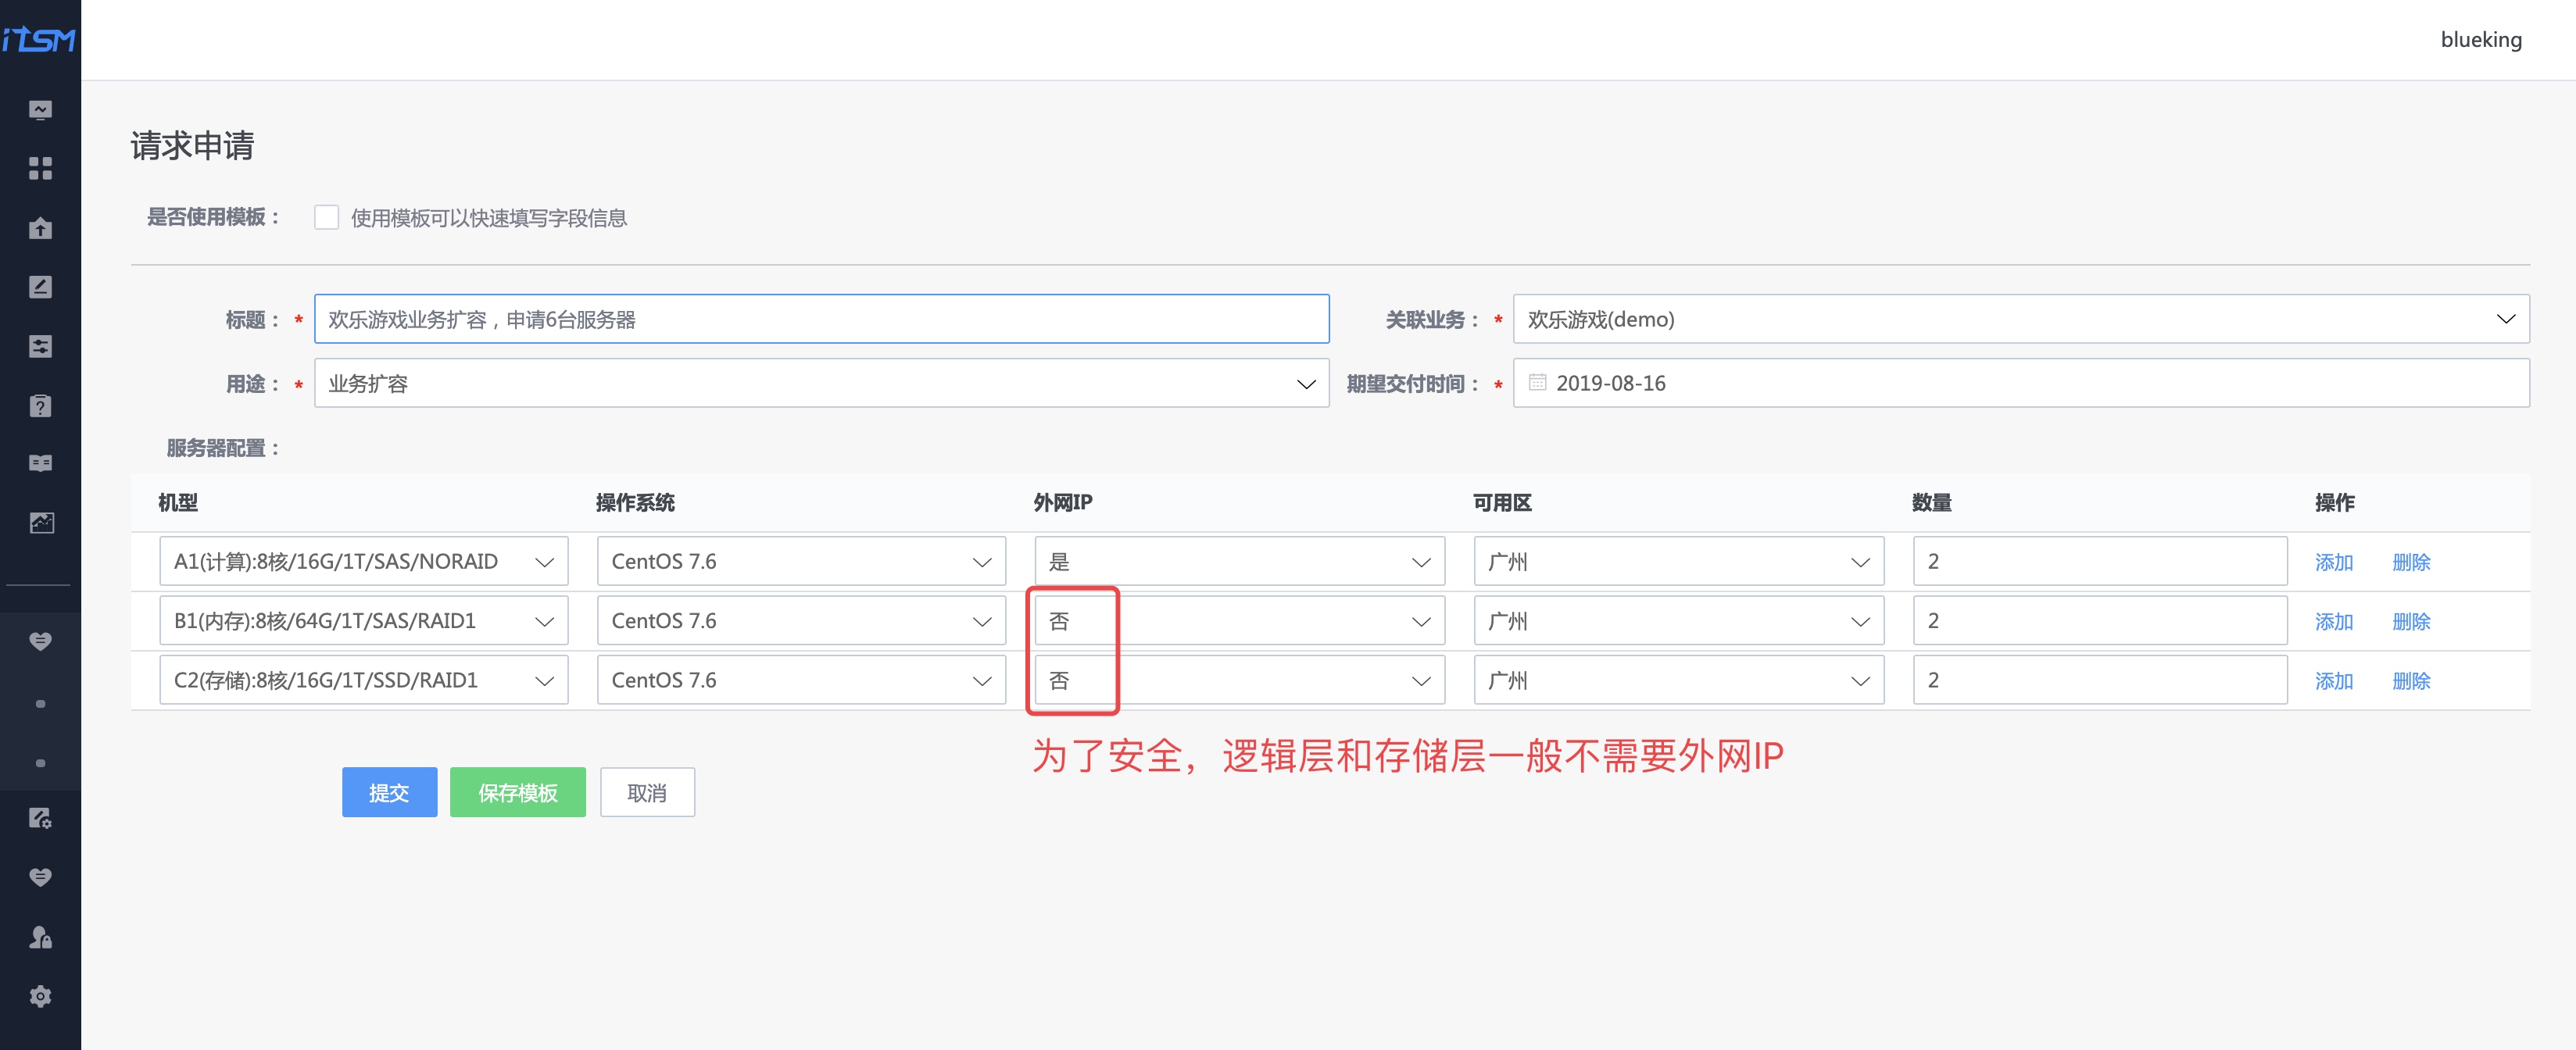 iTSM
blueking
请求申请
是否使用模板： 使用模板可以快速填写字段信息
标题： * 欢乐游戏业务扩容，申请6台服务器 关联业务： * 欢乐游戏(demo)
用途： * 业务扩容 期望交付时间： * 2019-08-16
服务器配置：
机型 操作系统 外网IP 可用区 数量 操作
A1(计算):8核/16G/1T/SAS/NORAID CentOS 7.6 是 广州 2 添加 删除
B1(内存):8核/64G/1T/SAS/RAID1 CentOS 7.6 否 广州 2 添加 删除
C2(存储):8核/16G/1T/SSD/RAID1 CentOS 7.6 否 广州 2 添加 删除
为了安全，逻辑层和存储层一般不需要外网IP
提交 保存模板 取消